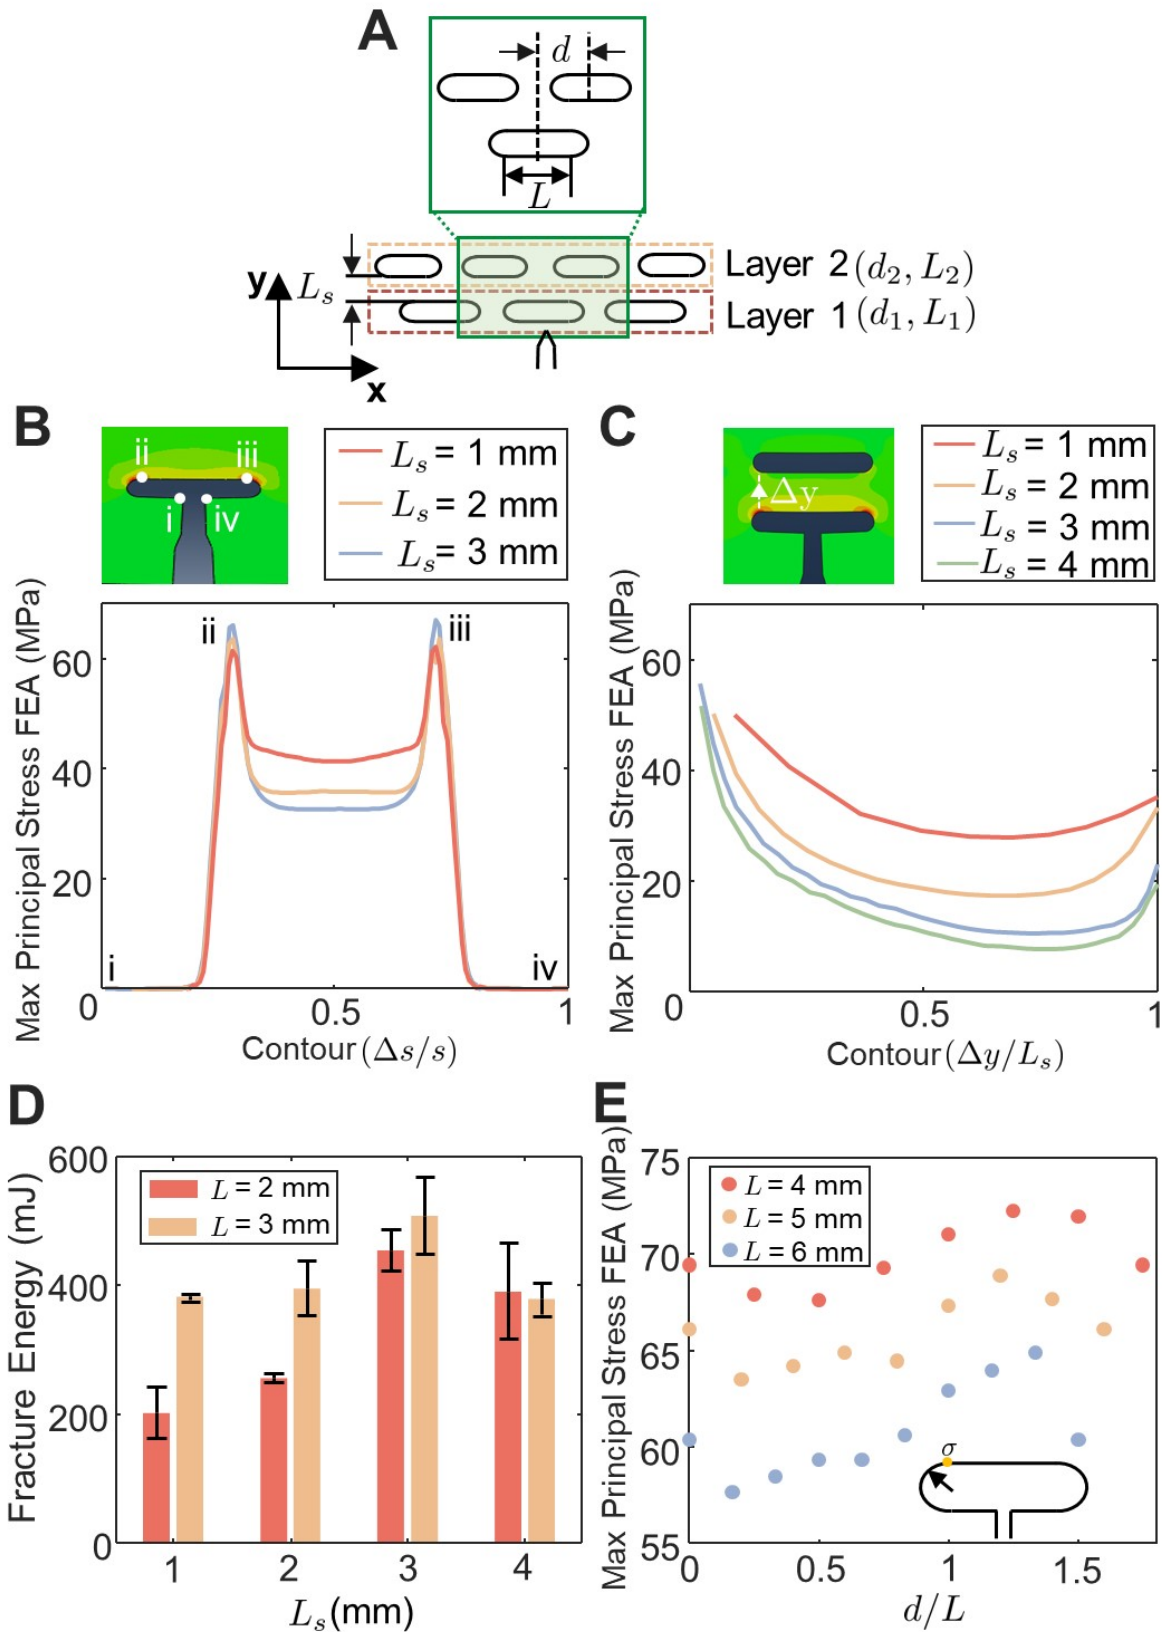 A
d
L
y
L_s
x
Layer 2 (d_2, L_2)
Layer 1 (d_1, L_1)
B
ii
iii
i
iv
L_s = 1 mm
L_s = 2 mm
L_s = 3 mm
Max Principal Stress FEA (MPa)
60
40
20
0
ii
iii
i
iv
0.5
1
Contour (Δs/s)
C
Δy
L_s = 1 mm
L_s = 2 mm
L_s = 3 mm
L_s = 4 mm
Max Principal Stress FEA (MPa)
60
40
20
0
0.5
1
Contour (Δy/L_s)
D
L = 2 mm
L = 3 mm
Fracture Energy (mJ)
600
400
200
0
1
2
3
4
L_s (mm)
E
L = 4 mm
L = 5 mm
L = 6 mm
Max Principal Stress FEA (MPa)
75
70
65
60
55
σ
0
0.5
1
1.5
d/L